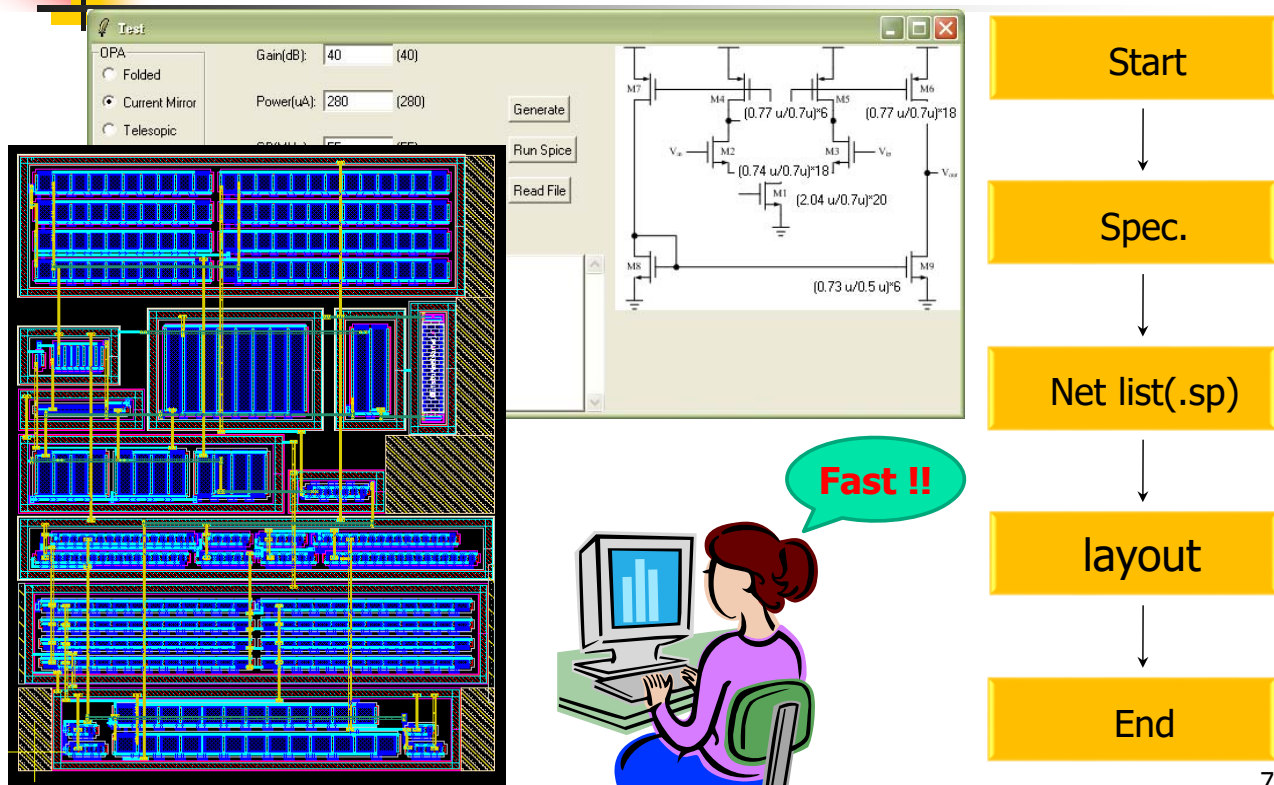 Test
OPA
Folded
Current Mirror
Telesopic
Gain(dB): 40 (40)
Power(uA): 280 (280)
Generate
Run Spice
Read File
M7
M4
M5
M6
(0.77 u/0.7u)*6
(0.77 u/0.7u)*18
Vin
M2
M3
Vin
(0.74 u/0.7u)*18
M1
(2.04 u/0.7u)*20
Vout
M8
M9
(0.73 u/0.5 u)*6
Fast !!
Start
Spec.
Net list(.sp)
layout
End
7